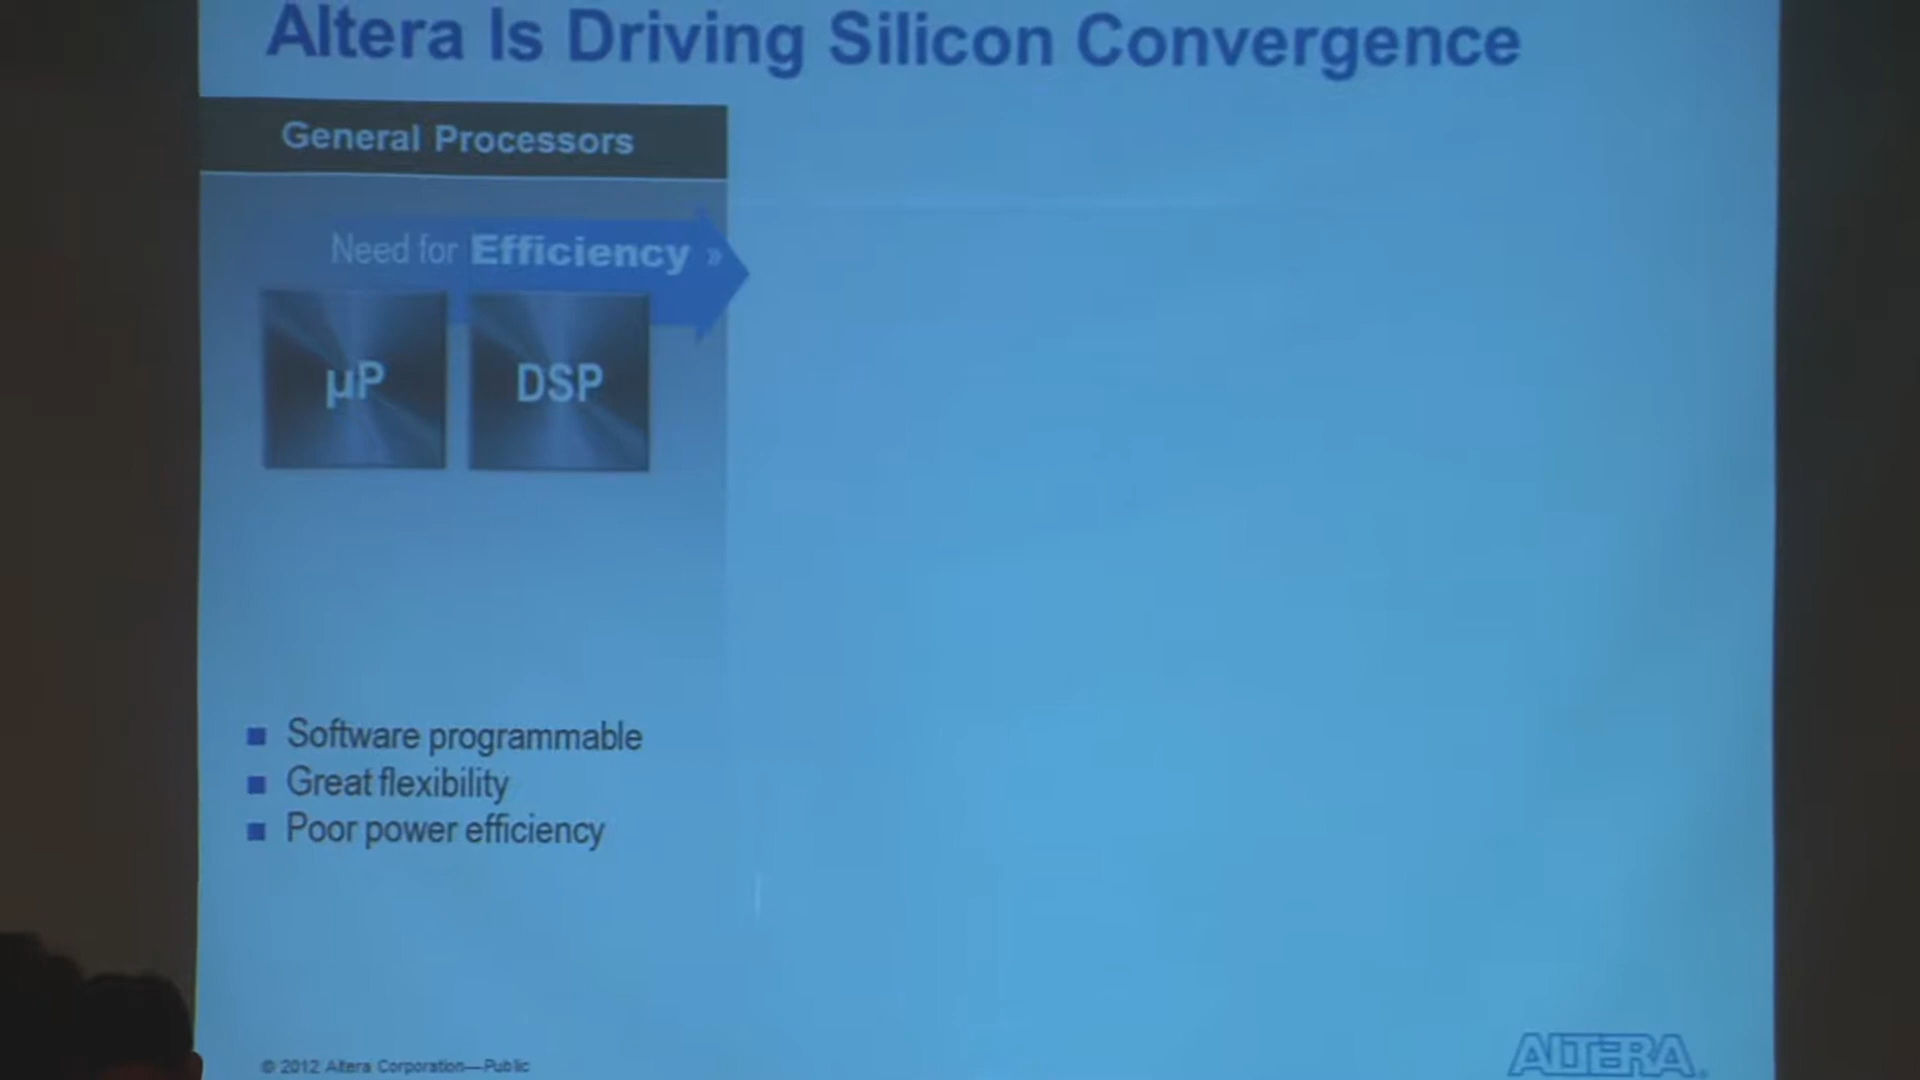 Altera Is Driving Silicon Convergence
General Processors
Need for Efficiency »
µP
DSP
■ Software programmable
■ Great flexibility
■ Poor power efficiency
© 2012 Altera Corporation—Public
ALTERA